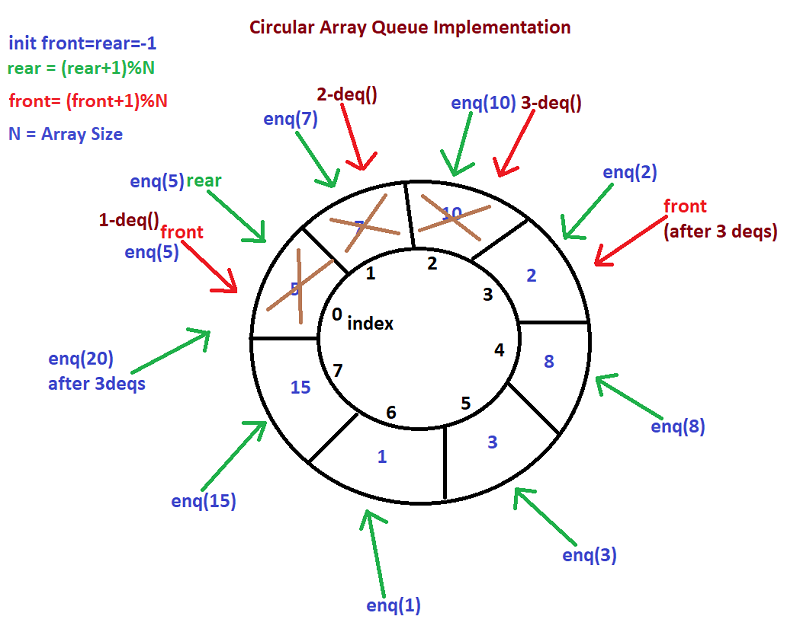 Circular Array Queue Implementation
init front=rear=-1
rear = (rear+1)%N
front= (front+1)%N
N = Array Size
2-deq()
enq(7)
enq(10) 3-deq()
enq(2)
enq(5) rear
1-deq() front
enq(5)
front
(after 3 deqs)
10
5
2
1
2
3
0 index
4
8
7
15
enq(20)
after 3deqs
6
5
1
3
enq(8)
enq(15)
enq(3)
enq(1)